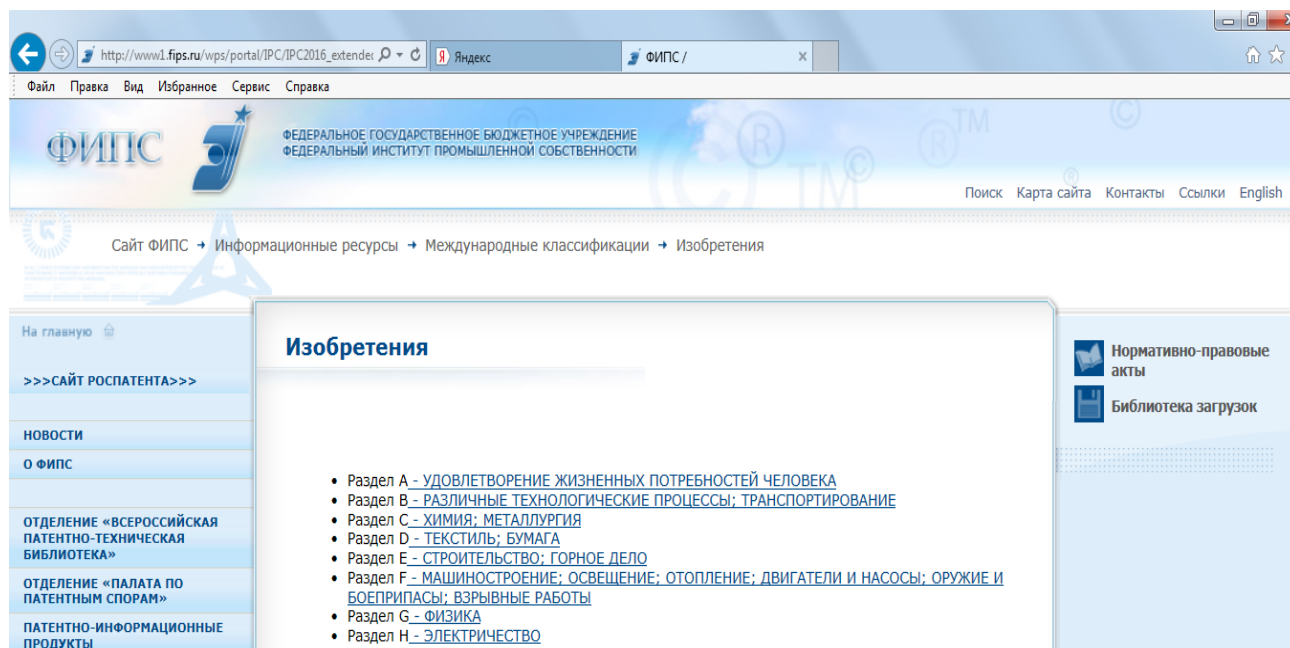 http://www1.fips.ru/wps/portal/IPC/IPC2016_extended
Яндекс
ФИПС /
Файл Правка Вид Избранное Сервис Справка
ФИПС
ФЕДЕРАЛЬНОЕ ГОСУДАРСТВЕННОЕ БЮДЖЕТНОЕ УЧРЕЖДЕНИЕ
ФЕДЕРАЛЬНЫЙ ИНСТИТУТ ПРОМЫШЛЕННОЙ СОБСТВЕННОСТИ
Поиск Карта сайта Контакты Ссылки English
Сайт ФИПС → Информационные ресурсы → Международные классификации → Изобретения
На главную
>>>САЙТ РОСПАТЕНТА>>>
НОВОСТИ
О ФИПС
ОТДЕЛЕНИЕ «ВСЕРОССИЙСКАЯ
ПАТЕНТНО-ТЕХНИЧЕСКАЯ
БИБЛИОТЕКА»
ОТДЕЛЕНИЕ «ПАЛАТА ПО
ПАТЕНТНЫМ СПОРАМ»
ПАТЕНТНО-ИНФОРМАЦИОННЫЕ
ПРОДУКТЫ
Изобретения
• Раздел A - УДОВЛЕТВОРЕНИЕ ЖИЗНЕННЫХ ПОТРЕБНОСТЕЙ ЧЕЛОВЕКА
• Раздел B - РАЗЛИЧНЫЕ ТЕХНОЛОГИЧЕСКИЕ ПРОЦЕССЫ; ТРАНСПОРТИРОВАНИЕ
• Раздел C - ХИМИЯ; МЕТАЛЛУРГИЯ
• Раздел D - ТЕКСТИЛЬ; БУМАГА
• Раздел E - СТРОИТЕЛЬСТВО; ГОРНОЕ ДЕЛО
• Раздел F - МАШИНОСТРОЕНИЕ; ОСВЕЩЕНИЕ; ОТОПЛЕНИЕ; ДВИГАТЕЛИ И НАСОСЫ; ОРУЖИЕ И
БОЕПРИПАСЫ; ВЗРЫВНЫЕ РАБОТЫ
• Раздел G - ФИЗИКА
• Раздел H - ЭЛЕКТРИЧЕСТВО
Нормативно-правовые
акты
Библиотека загрузок